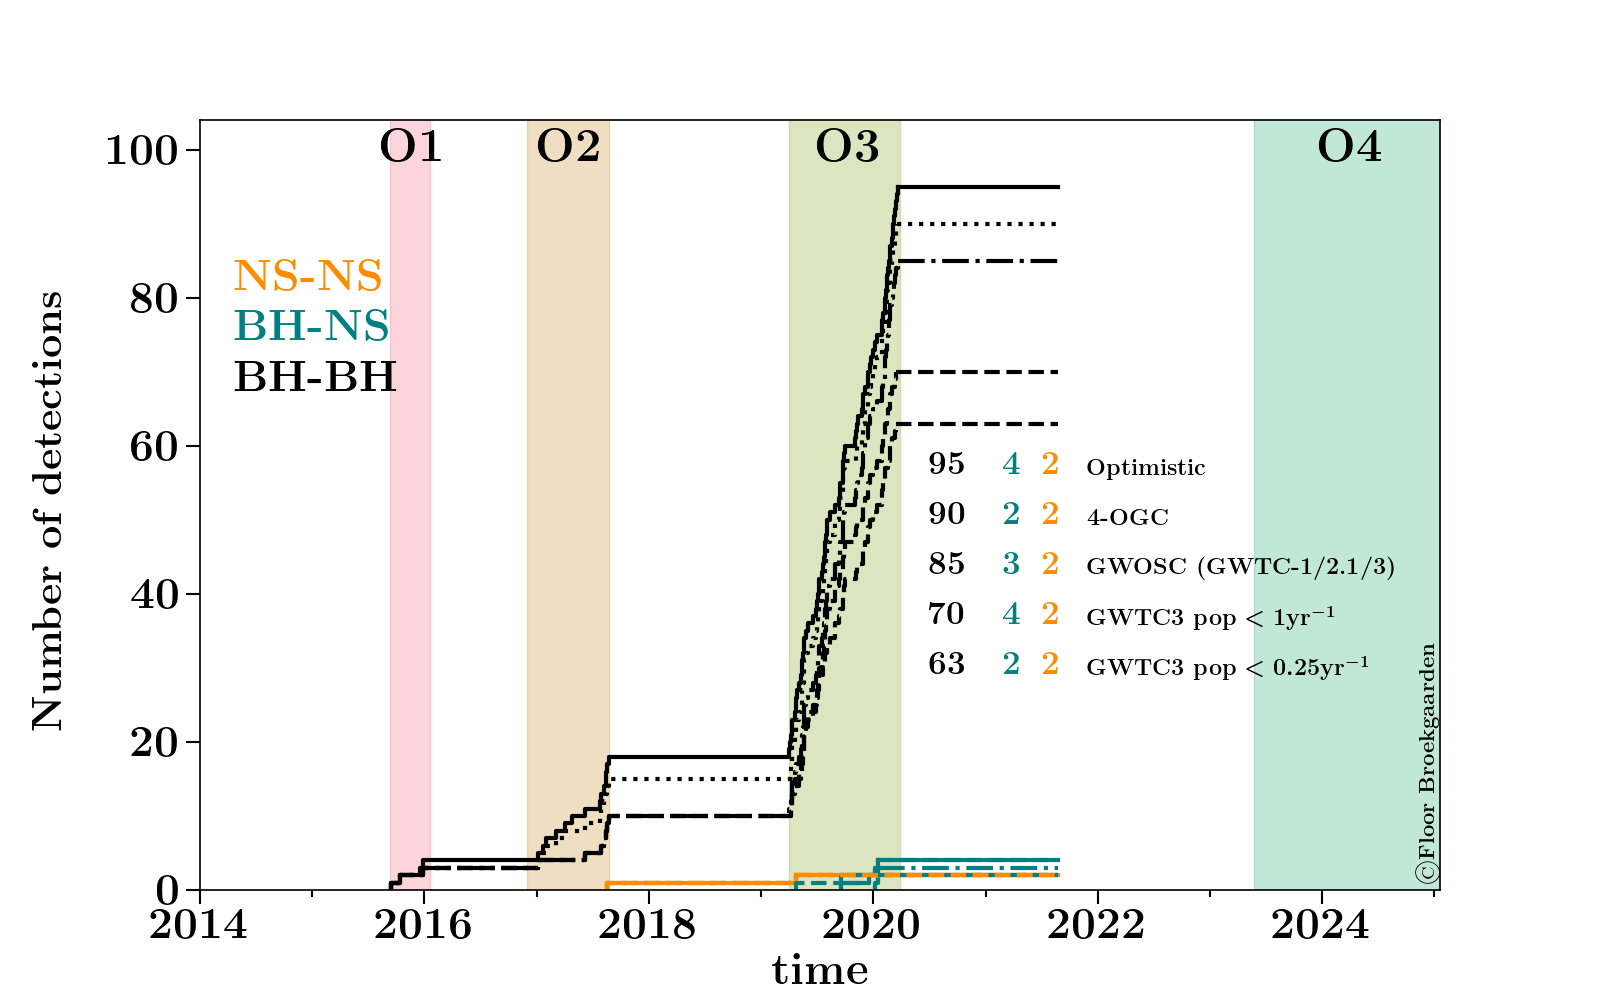 O1 O2 O3 O4
100
80
60
40
20
0
Number of detections
NS-NS
BH-NS
BH-BH
95 4 2 Optimistic
90 2 2 4-OGC
85 3 2 GWOSC (GWTC-1/2.1/3)
70 4 2 GWTC3 pop < 1yr⁻¹
63 2 2 GWTC3 pop < 0.25yr⁻¹
©Floor Broekgaarden
2014 2016 2018 2020 2022 2024
time